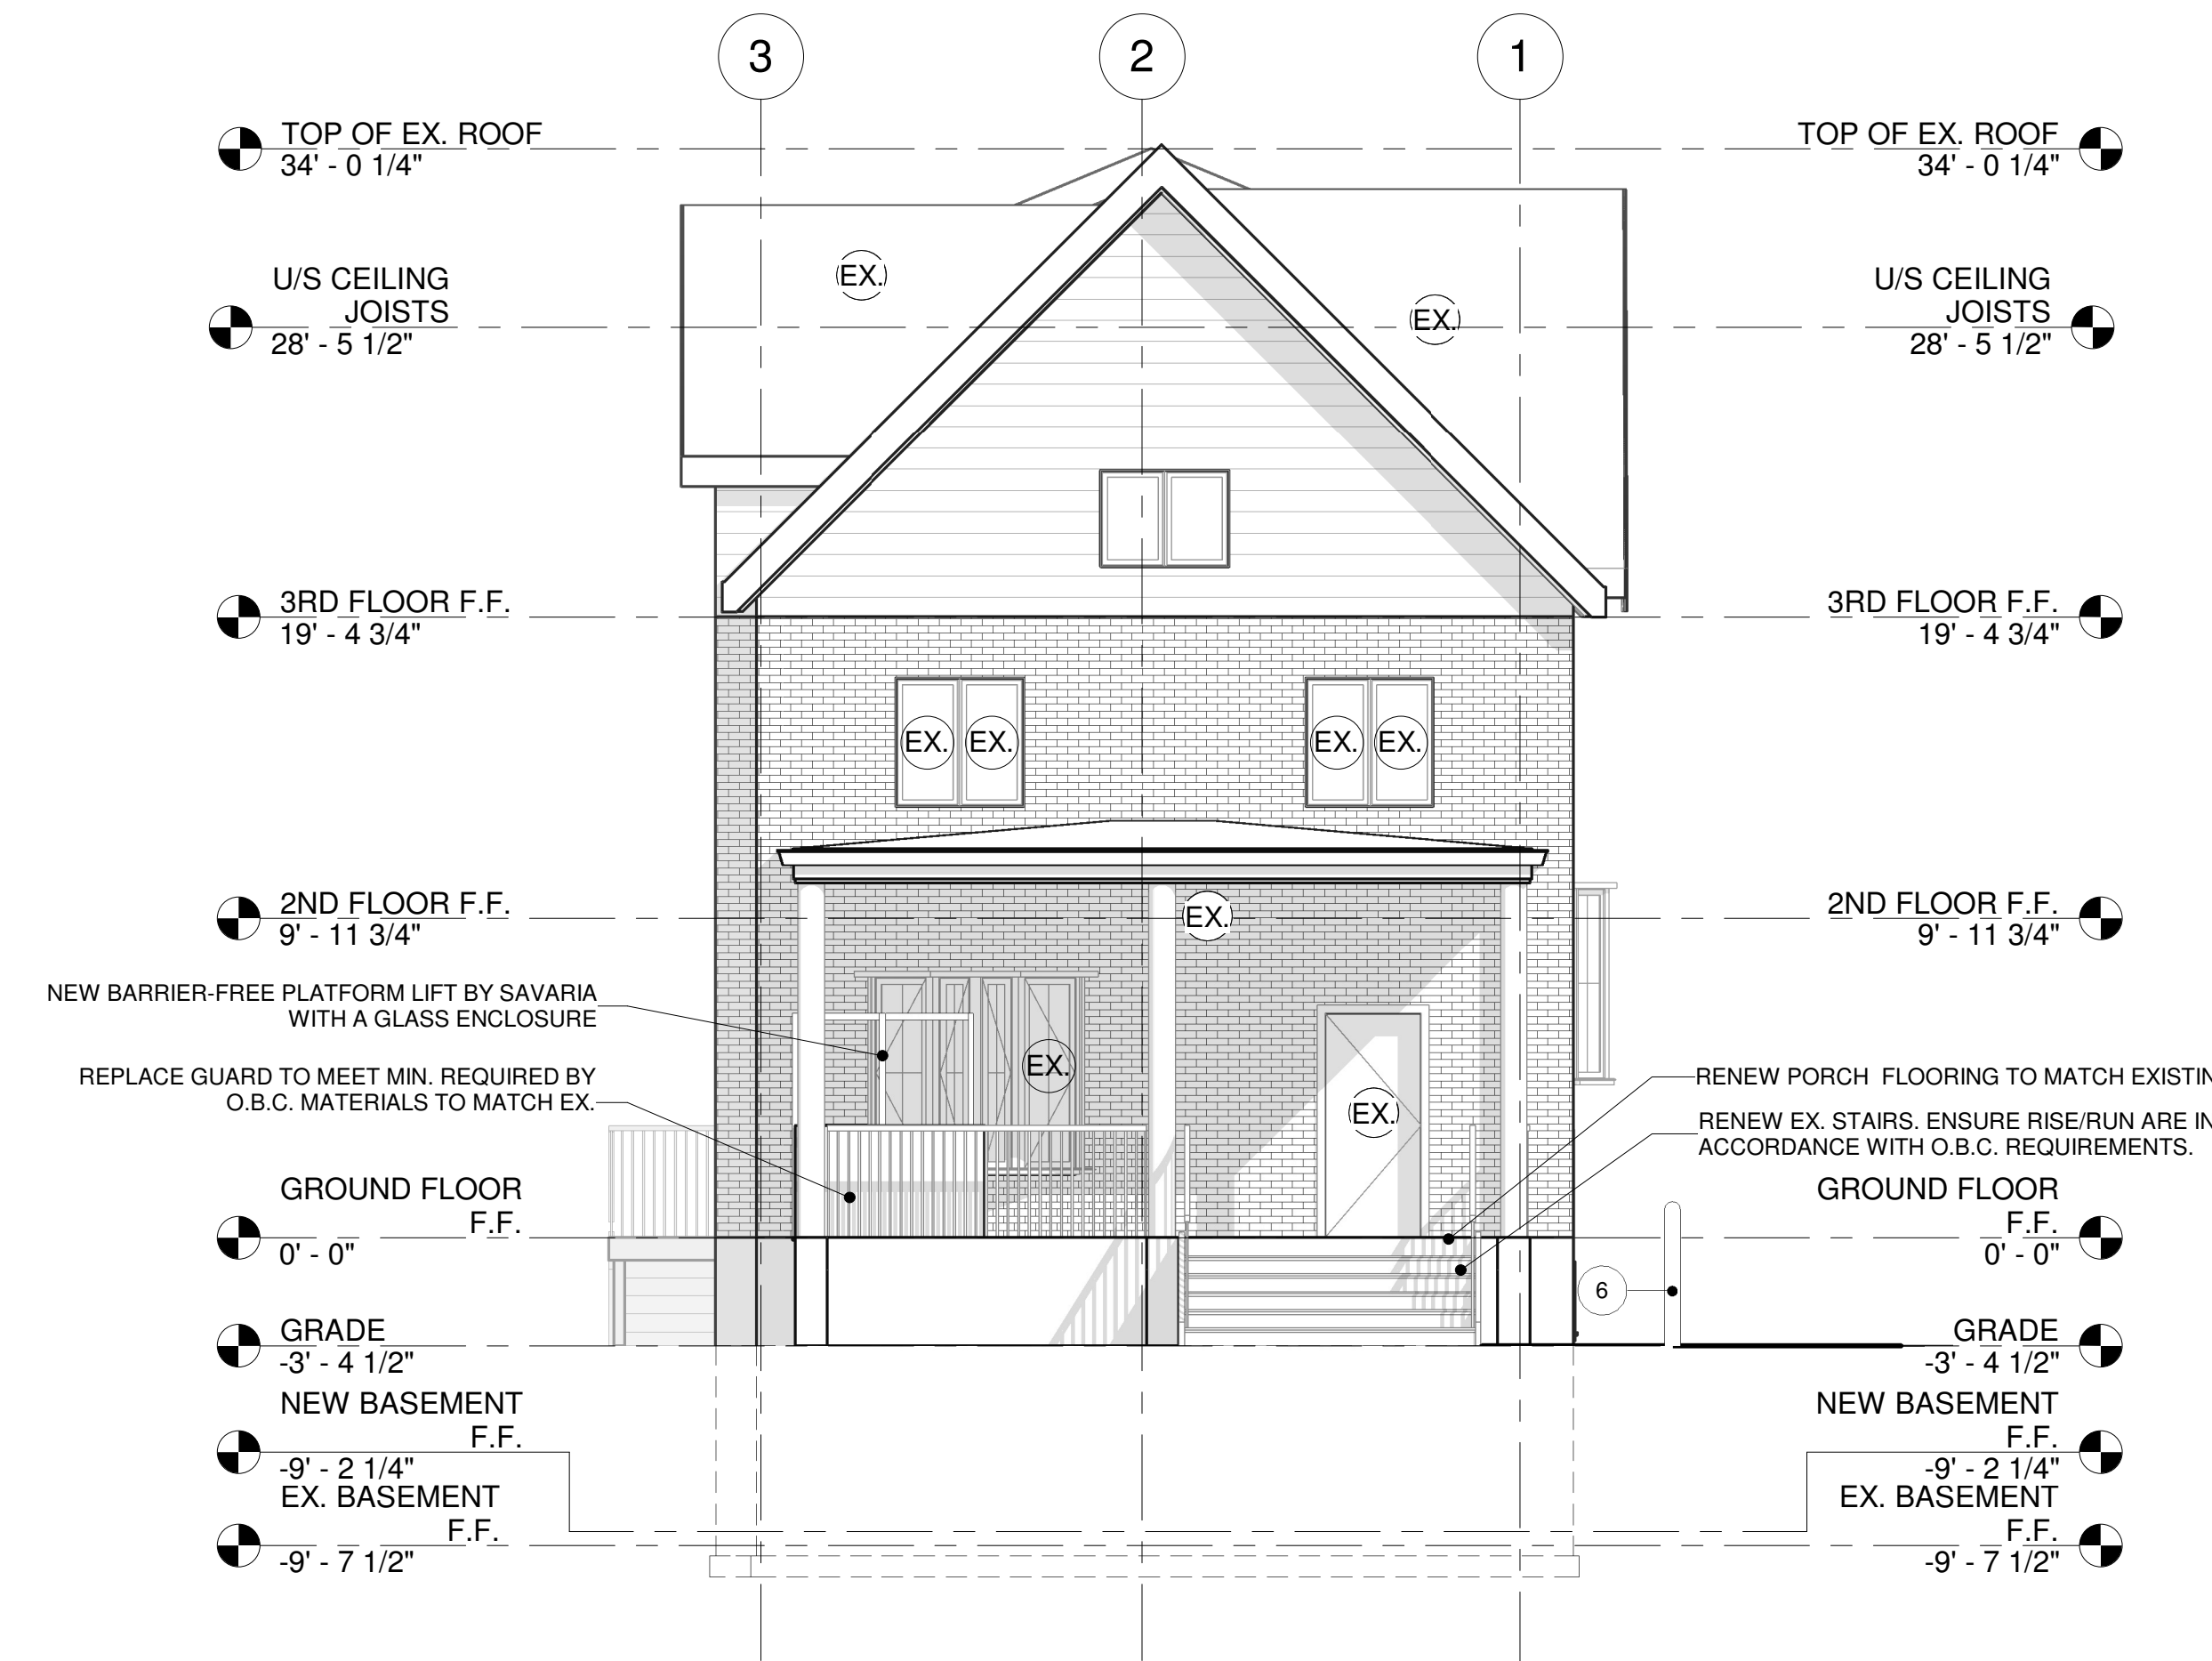 3
2
1
TOP OF EX. ROOF
34' - 0 1/4"
TOP OF EX. ROOF
34' - 0 1/4"
U/S CEILING
JOISTS
28' - 5 1/2"
EX.
EX.
U/S CEILING
JOISTS
28' - 5 1/2"
3RD FLOOR F.F.
19' - 4 3/4"
3RD FLOOR F.F.
19' - 4 3/4"
EX.
EX.
EX.
EX.
2ND FLOOR F.F.
9' - 11 3/4"
EX.
2ND FLOOR F.F.
9' - 11 3/4"
NEW BARRIER-FREE PLATFORM LIFT BY SAVARIA
WITH A GLASS ENCLOSURE
REPLACE GUARD TO MEET MIN. REQUIRED BY
O.B.C. MATERIALS TO MATCH EX.
EX.
EX.
RENEW PORCH FLOORING TO MATCH EXISTIN
RENEW EX. STAIRS. ENSURE RISE/RUN ARE IN
ACCORDANCE WITH O.B.C. REQUIREMENTS.
GROUND FLOOR
F.F.
0' - 0"
GROUND FLOOR
F.F.
0' - 0"
6
GRADE
-3' - 4 1/2"
GRADE
-3' - 4 1/2"
NEW BASEMENT
F.F.
-9' - 2 1/4"
NEW BASEMENT
F.F.
-9' - 2 1/4"
EX. BASEMENT
F.F.
-9' - 7 1/2"
EX. BASEMENT
F.F.
-9' - 7 1/2"